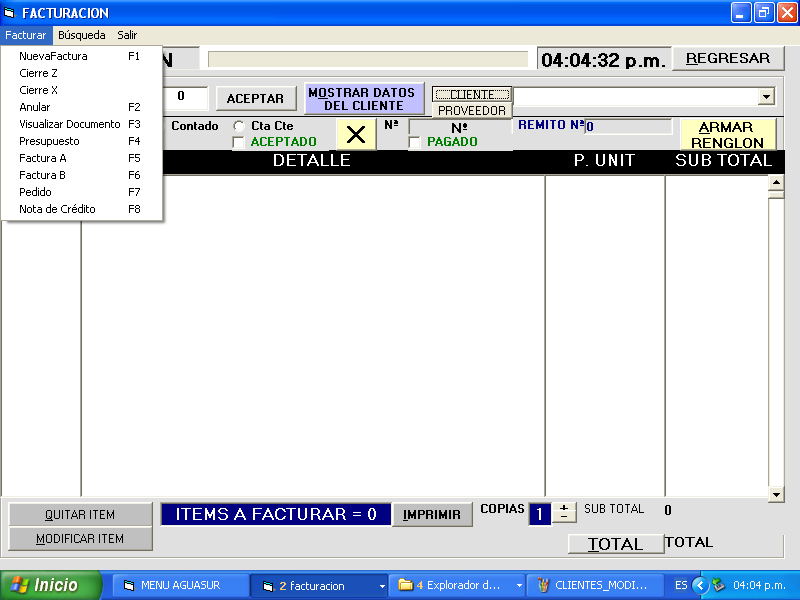 FACTURACION
Facturar Búsqueda Salir
NuevaFactura F1
Cierre Z
Cierre X
Anular F2
Visualizar Documento F3
Presupuesto F4
Factura A F5
Factura B F6
Pedido F7
Nota de Crédito F8
N
04:04:32 p.m.
REGRESAR
0
ACEPTAR
MOSTRAR DATOS
DEL CLIENTE
CLIENTE
PROVEEDOR
Contado
Cta Cte
ACEPTADO
X
Nª
Nº
PAGADO
REMITO Nª 0
ARMAR
RENGLON
DETALLE P. UNIT SUB TOTAL
QUITAR ITEM
MODIFICAR ITEM
ITEMS A FACTURAR = 0
IMPRIMIR
COPIAS 1 + -
SUB TOTAL 0
TOTAL TOTAL
Inicio
MENU AGUASUR
2 facturacion
4 Explorador d...
CLIENTES_MODI...
ES
04:04 p.m.